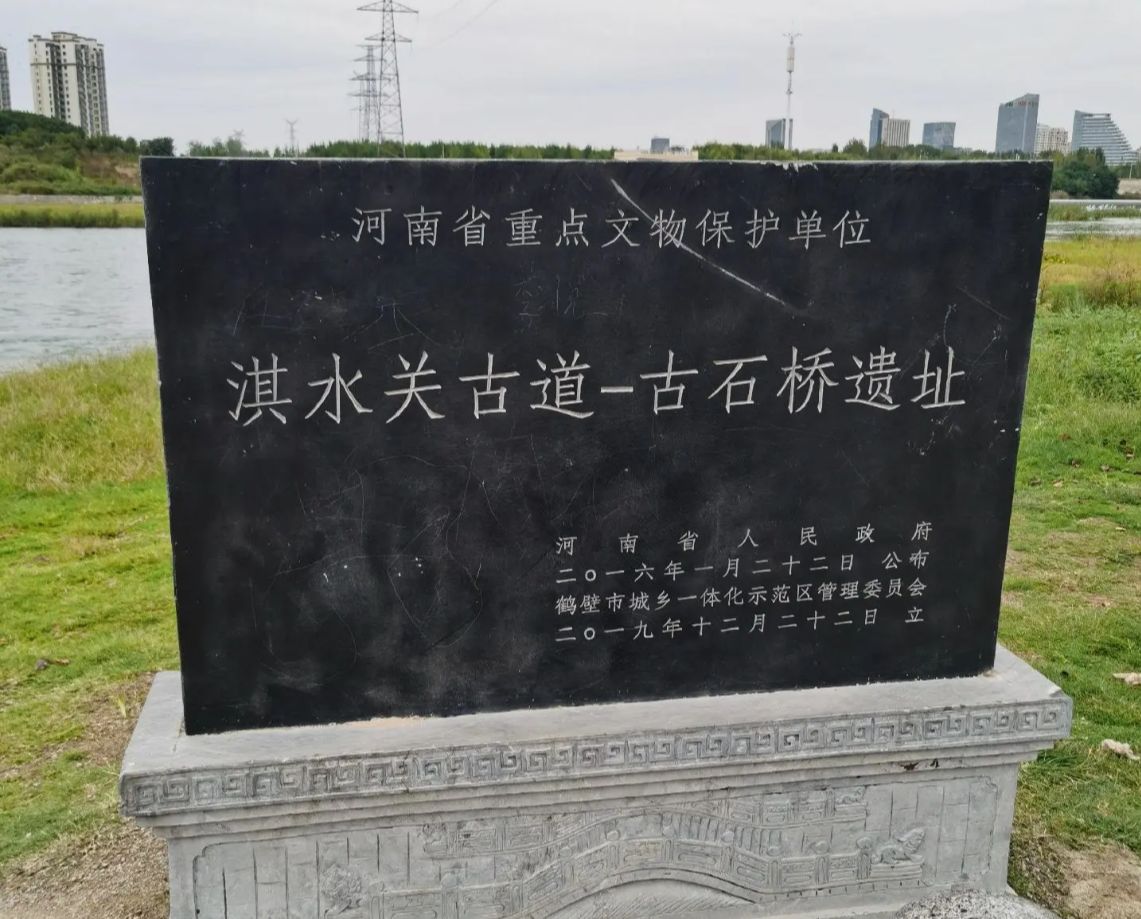 河南省重点文物保护单位
淇水关古道-古石桥遗址
河南省人民政府
二〇一六年一月二十二日 公布
鹤壁市城乡一体化示范区管理委员会
二〇一九年十二月二十二日 立